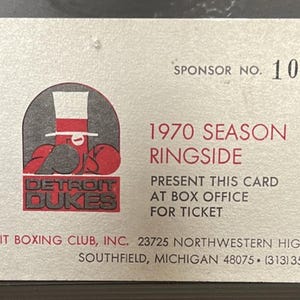 SPONSOR NO. 10
1970 SEASON
RINGSIDE
PRESENT THIS CARD
AT BOX OFFICE
FOR TICKET
DETROIT
DUKES
IT BOXING CLUB, INC. 23725 NORTHWESTERN HIG
SOUTHFIELD, MICHIGAN 48075 • (313)35